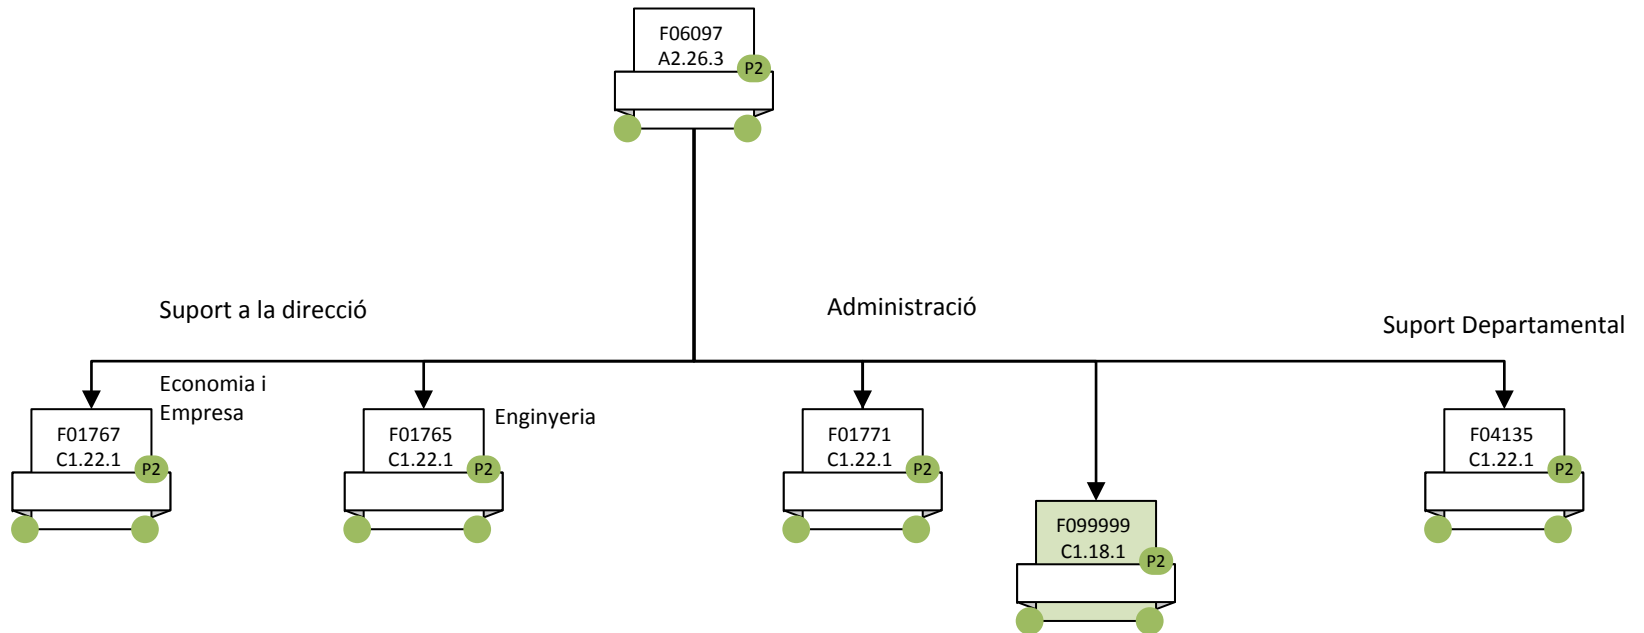 F06097
A2.26.3
P2
Suport a la direcció
Administració
Suport Departamental
Economia i
Empresa
Enginyeria
F01767
C1.22.1
P2
F01765
C1.22.1
P2
F01771
C1.22.1
P2
F04135
C1.22.1
P2
F099999
C1.18.1
P2